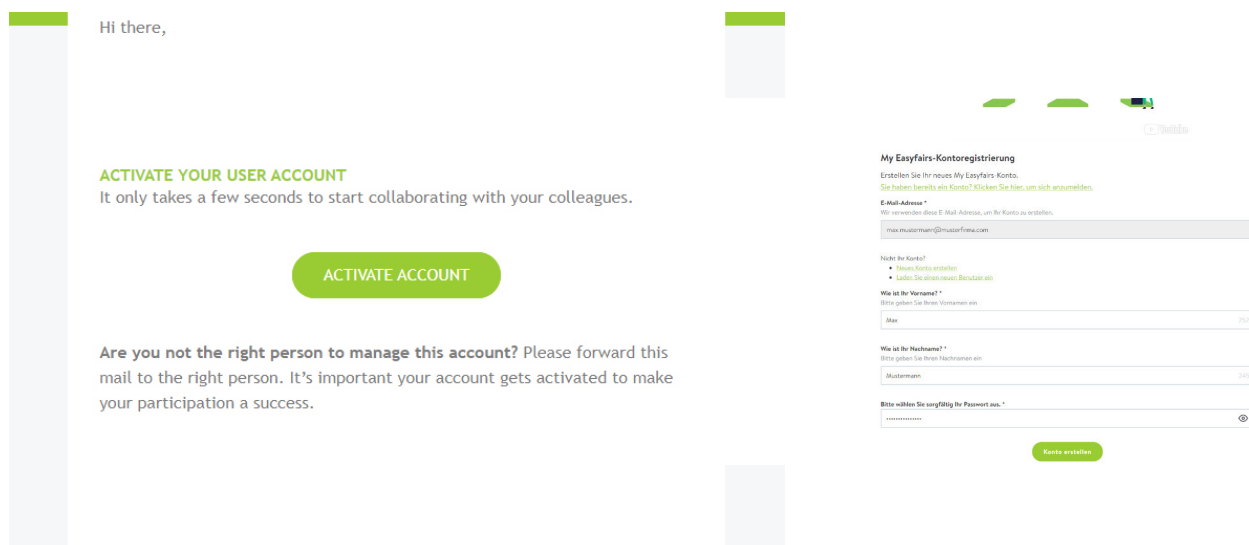 Hi there,
ACTIVATE YOUR USER ACCOUNT
It only takes a few seconds to start collaborating with your colleagues.
ACTIVATE ACCOUNT
Are you not the right person to manage this account? Please forward this
mail to the right person. It’s important your account gets activated to make
your participation a success.
YouTube
My Easyfairs-Kontoregistrierung
Erstellen Sie Ihr neues My Easyfairs-Konto.
Sie haben bereits ein Konto? Klicken Sie hier, um sich anzumelden.
E-Mail-Adresse *
Wir verwenden diese E-Mail-Adresse, um Ihr Konto zu erstellen.
max.mustermann@musterfirma.com
Nicht Ihr Konto?
Neues Konto erstellen
Laden Sie einen neuen Benutzer ein
Wie ist Ihr Vorname? *
Bitte geben Sie Ihren Vornamen ein
Max
Wie ist Ihr Nachname? *
Bitte geben Sie Ihren Nachnamen ein
Mustermann
Bitte wählen Sie sorgfältig Ihr Passwort aus. *
Konto erstellen